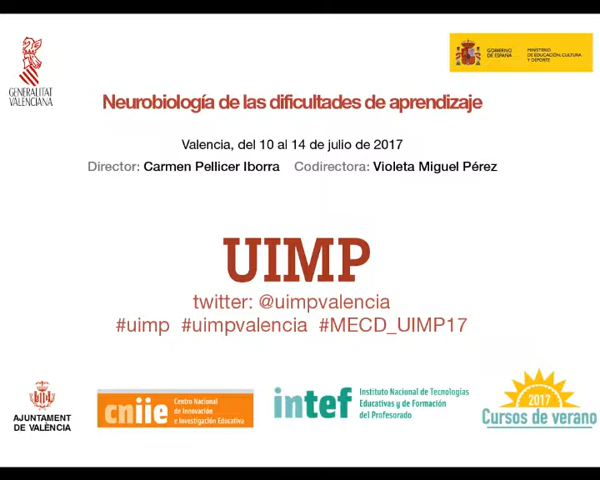 GENERALITAT
VALENCIANA
GOBIERNO
DE ESPAÑA
MINISTERIO
DE EDUCACIÓN, CULTURA
Y DEPORTE
Neurobiología de las dificultades de aprendizaje
Valencia, del 10 al 14 de julio de 2017
Director: Carmen Pellicer Iborra Codirectora: Violeta Miguel Pérez
UIMP
twitter: @uimpvalencia
#uimp #uimpvalencia #MECD_UIMP17
AJUNTAMENT
DE VALÈNCIA
cniie
Centro Nacional
de Innovación
e Investigación Educativa
intef
Instituto Nacional de Tecnologías
Educativas y de Formación
del Profesorado
2017
Cursos de verano